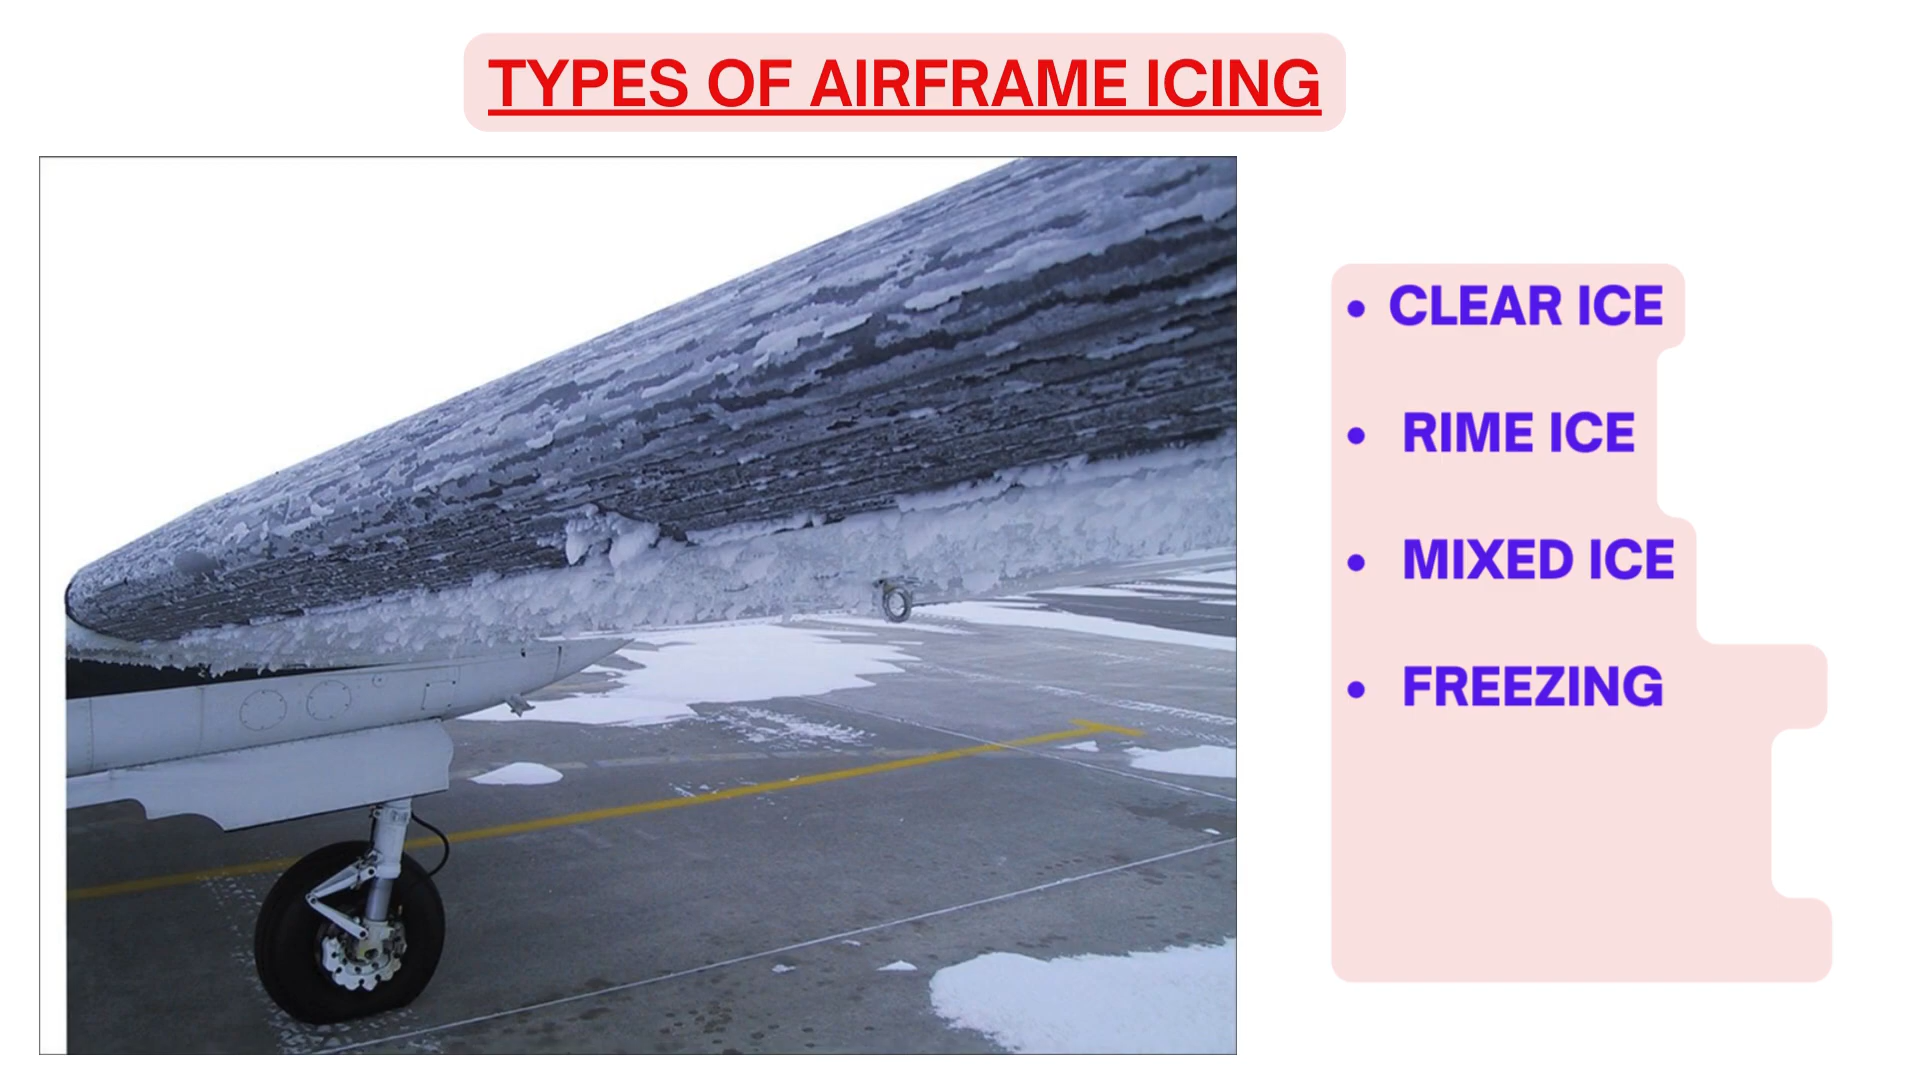 TYPES OF AIRFRAME ICING
• CLEAR ICE
• RIME ICE
• MIXED ICE
• FREEZING